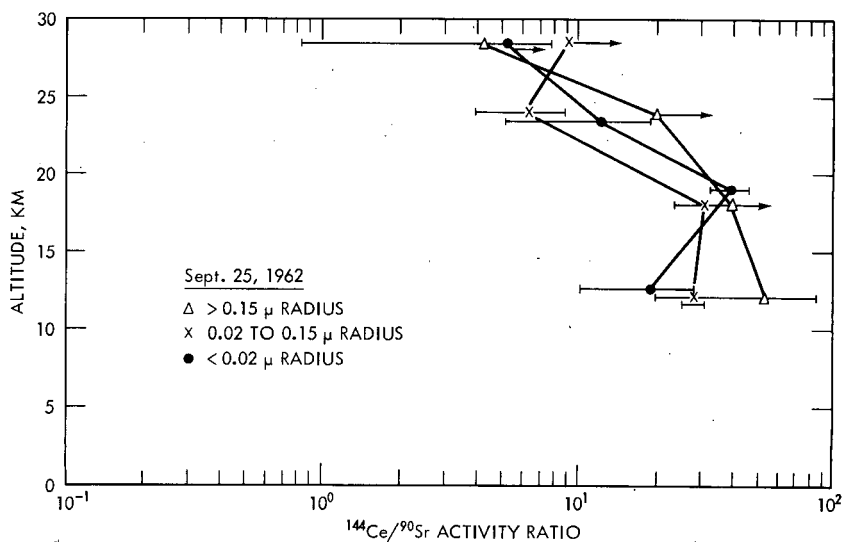 30
25
20
15
10
5
0
ALTITUDE, KM
Sept. 25, 1962
△ > 0.15 μ RADIUS
x 0.02 TO 0.15 μ RADIUS
● < 0.02 μ RADIUS
10⁻¹ 10⁰ 10¹ 10²
¹⁴⁴Ce/⁹⁰Sr ACTIVITY RATIO